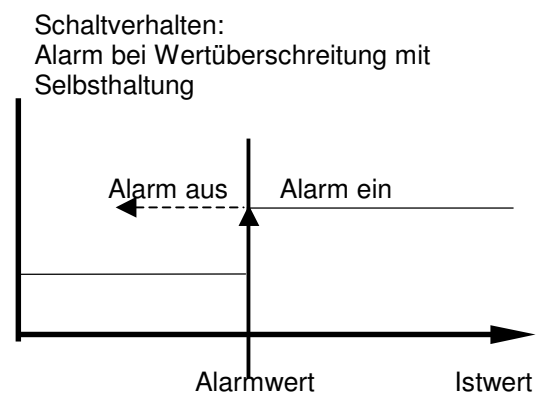 Schaltverhalten:
Alarm bei Wertüberschreitung mit
Selbsthaltung
Alarm aus
Alarm ein
Alarmwert
Istwert